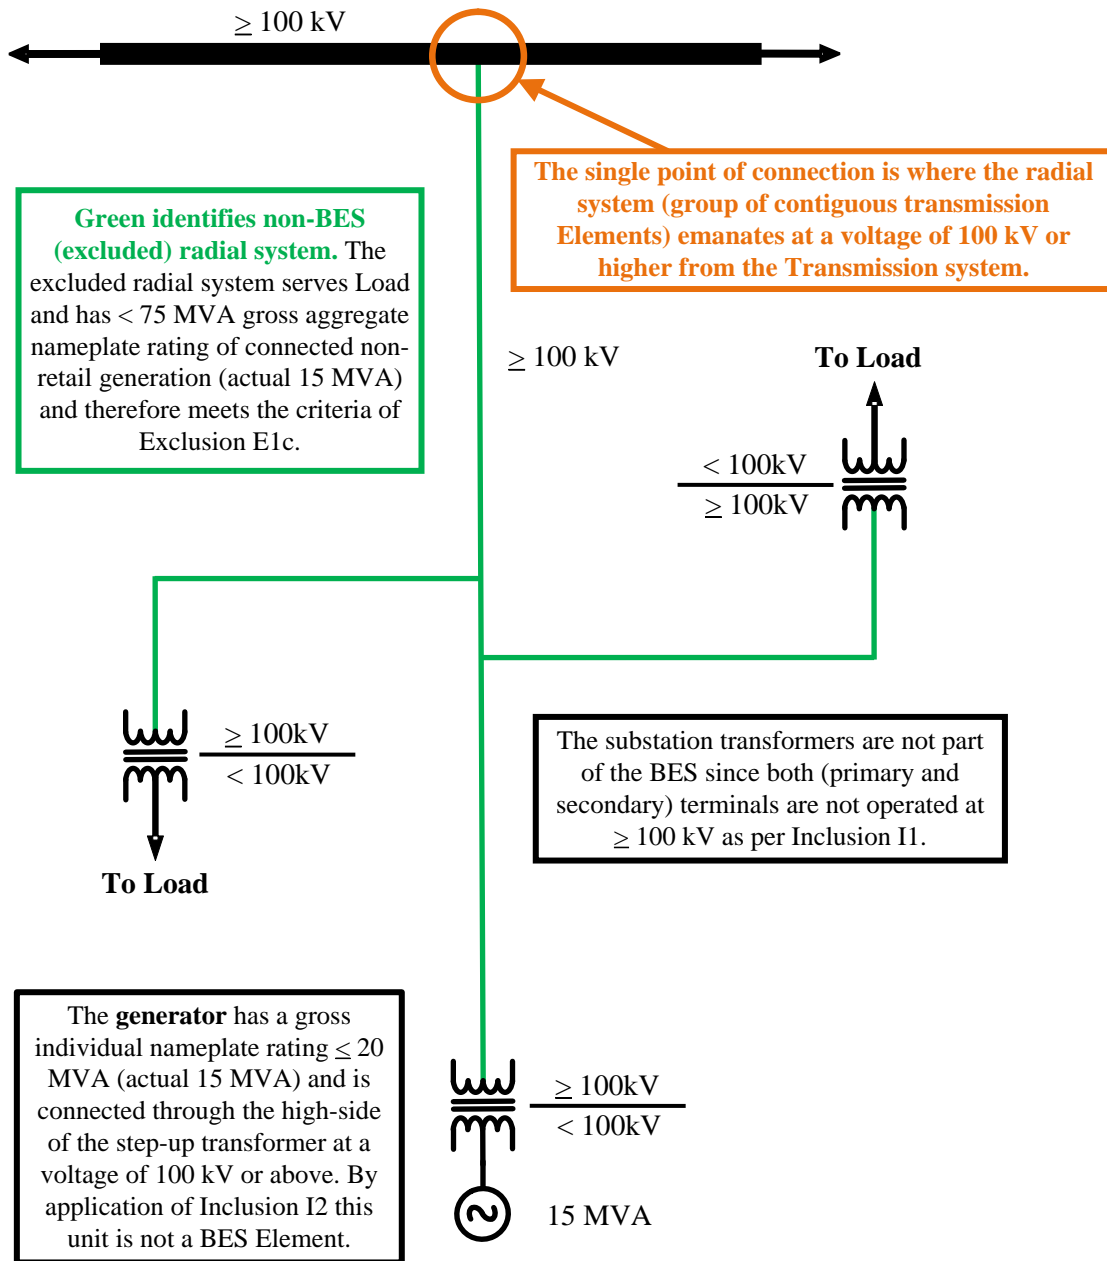 ≥ 100 kV
The single point of connection is where the radial
system (group of contiguous transmission
Elements) emanates at a voltage of 100 kV or
higher from the Transmission system.
Green identifies non-BES
(excluded) radial system. The
excluded radial system serves Load
and has < 75 MVA gross aggregate
nameplate rating of connected non-
retail generation (actual 15 MVA)
and therefore meets the criteria of
Exclusion E1c.
≥ 100 kV
To Load
< 100kV
≥ 100kV
≥ 100kV
< 100kV
To Load
The substation transformers are not part
of the BES since both (primary and
secondary) terminals are not operated at
≥ 100 kV as per Inclusion I1.
The generator has a gross
individual nameplate rating ≤ 20
MVA (actual 15 MVA) and is
connected through the high-side
of the step-up transformer at a
voltage of 100 kV or above. By
application of Inclusion I2 this
unit is not a BES Element.
≥ 100kV
< 100kV
15 MVA